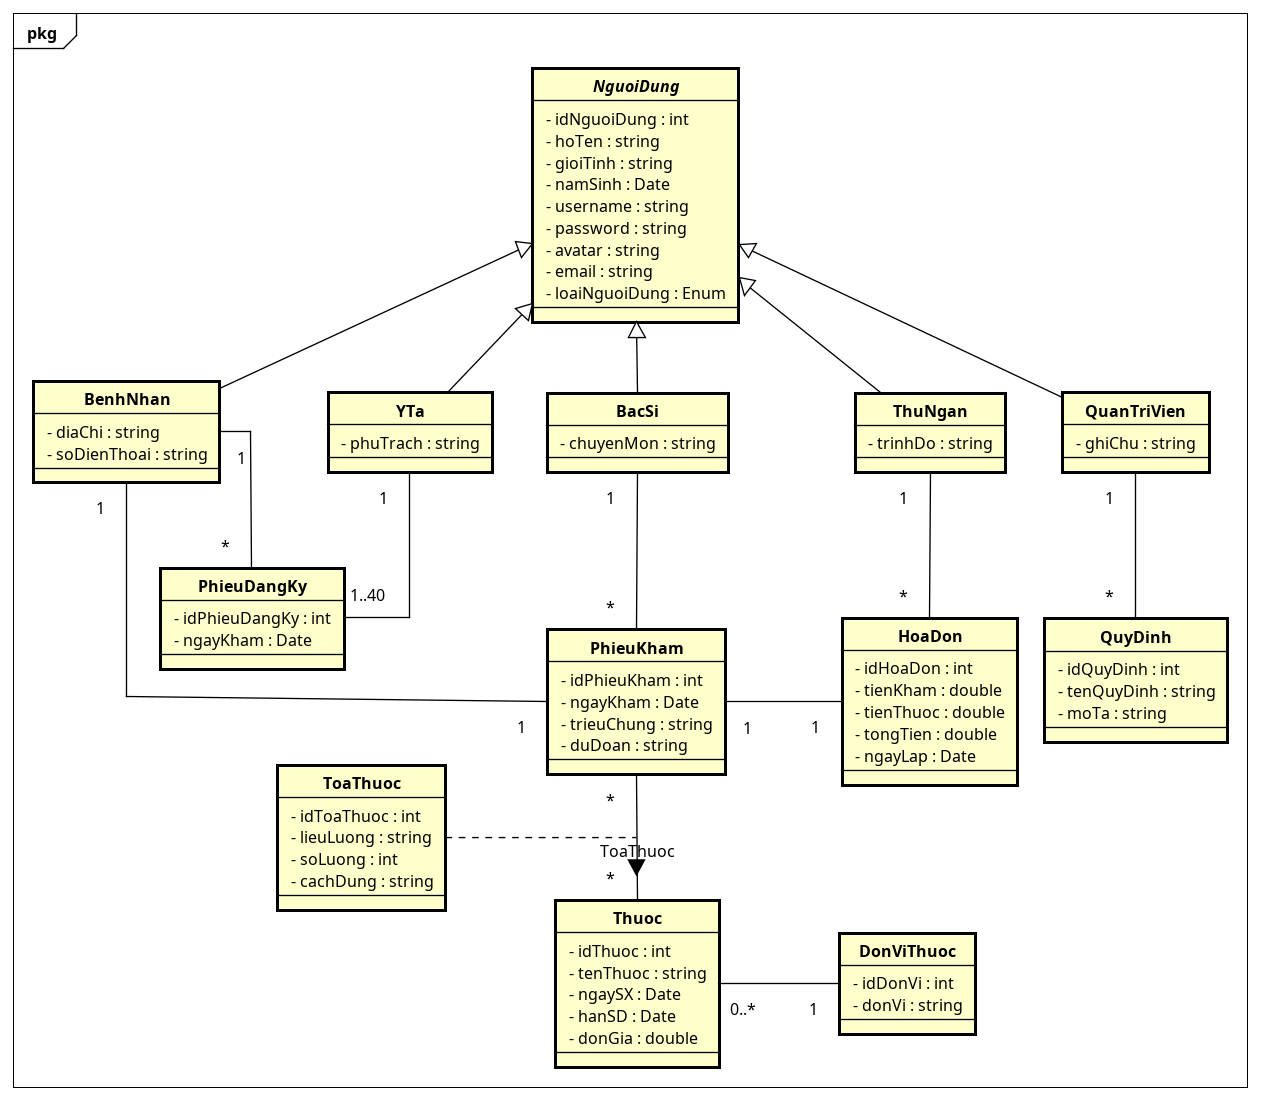 pkg
NguoiDung
- idNguoiDung : int
- hoTen : string
- gioiTinh : string
- namSinh : Date
- username : string
- password : string
- avatar : string
- email : string
- loaiNguoiDung : Enum
BenhNhan
- diaChi : string
- soDienThoai : string
YTa
- phuTrach : string
BacSi
- chuyenMon : string
ThuNgan
- trinhDo : string
QuanTriVien
- ghiChu : string
1
1
1
1
1
1
*
PhieuDangKy
- idPhieuDangKy : int
- ngayKham : Date
1..40
*
*
*
PhieuKham
- idPhieuKham : int
- ngayKham : Date
- trieuChung : string
- duDoan : string
HoaDon
- idHoaDon : int
- tienKham : double
- tienThuoc : double
- tongTien : double
- ngayLap : Date
QuyDinh
- idQuyDinh : int
- tenQuyDinh : string
- moTa : string
1
1
1
ToaThuoc
- idToaThuoc : int
- lieuLuong : string
- soLuong : int
- cachDung : string
*
ToaThuoc
*
Thuoc
- idThuoc : int
- tenThuoc : string
- ngaySX : Date
- hanSD : Date
- donGia : double
0..*
1
DonViThuoc
- idDonVi : int
- donVi : string